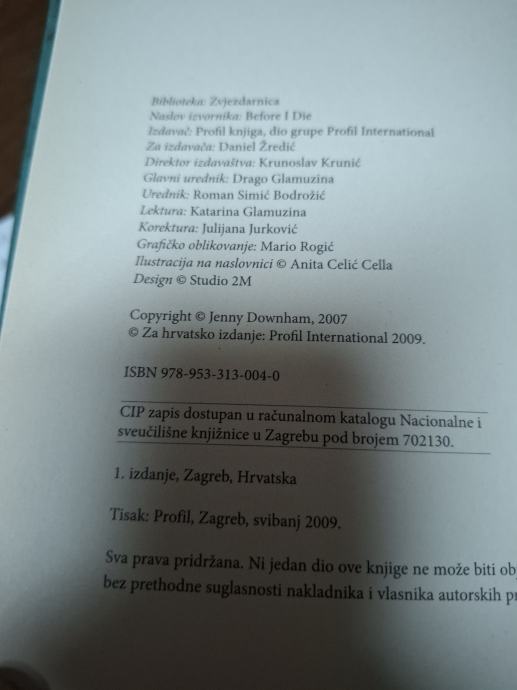 Biblioteka: Zvjezdarnica
Naslov izvornika: Before I Die
Izdavač: Profil knjiga, dio grupe Profil International
Za izdavača: Daniel Žredić
Direktor izdavaštva: Krunoslav Krunić
Glavni urednik: Drago Glamuzina
Urednik: Roman Simić Bodrožić
Lektura: Katarina Glamuzina
Korektura: Julijana Jurković
Grafičko oblikovanje: Mario Rogić
Ilustracija na naslovnici © Anita Celić Cella
Design © Studio 2M
Copyright © Jenny Downham, 2007
© Za hrvatsko izdanje: Profil International 2009.
ISBN 978-953-313-004-0
CIP zapis dostupan u računalnom katalogu Nacionalne i
sveučilišne knjižnice u Zagrebu pod brojem 702130.
1. izdanje, Zagreb, Hrvatska
Tisak: Profil, Zagreb, svibanj 2009.
Sva prava pridržana. Ni jedan dio ove knjige ne može biti ob
bez prethodne suglasnosti nakladnika i vlasnika autorskih pr